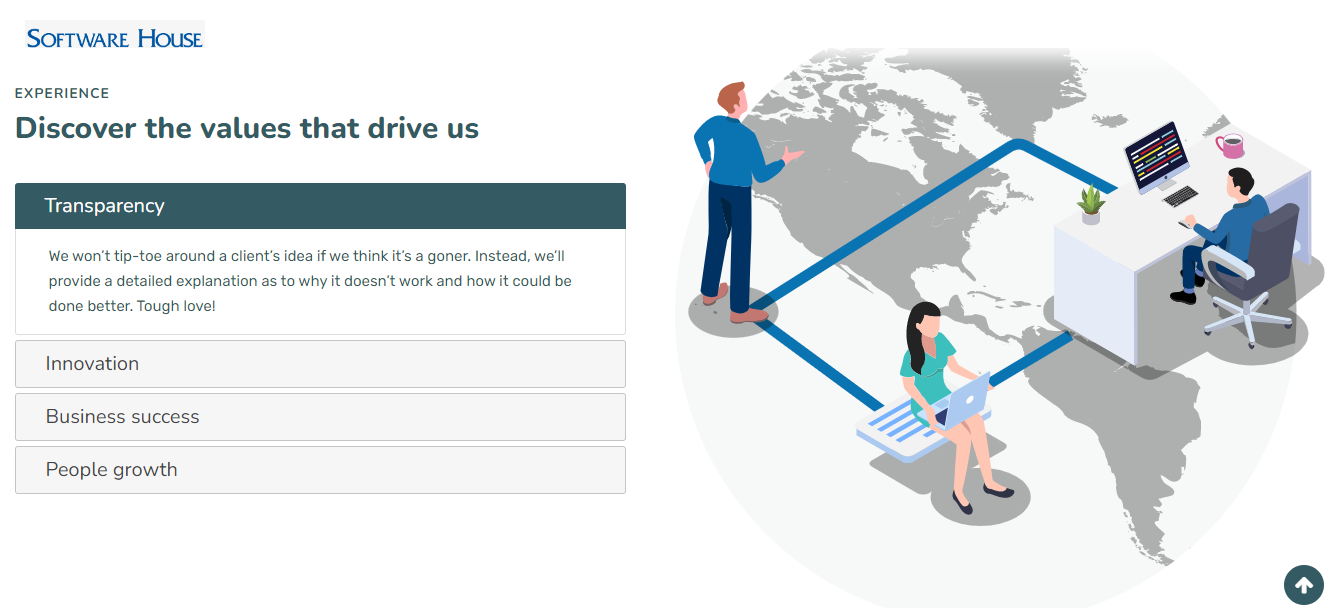 SOFTWARE HOUSE
EXPERIENCE
Discover the values that drive us
Transparency
We won’t tip-toe around a client’s idea if we think it’s a goner. Instead, we’ll
provide a detailed explanation as to why it doesn’t work and how it could be
done better. Tough love!
Innovation
Business success
People growth